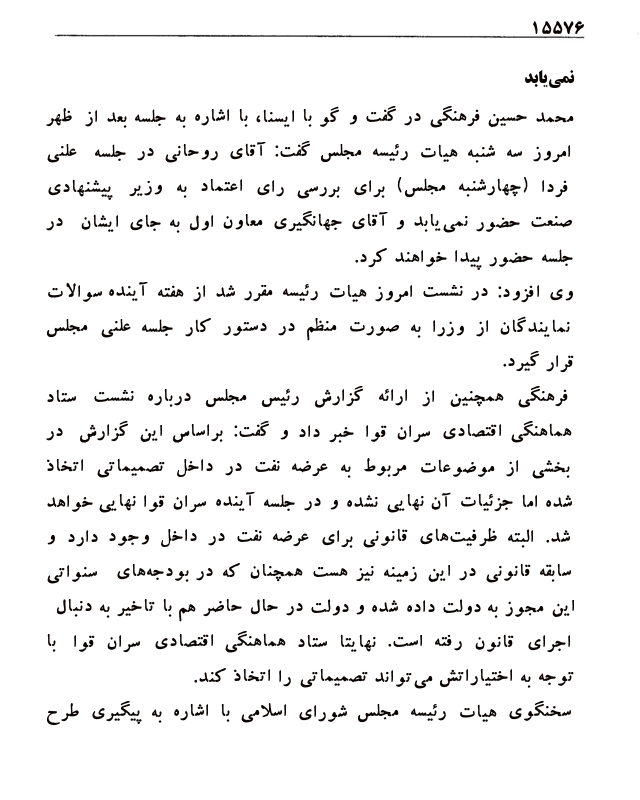 ۱۵۵۷۶
نمی‌یابد
محمد حسین فرهنگی در گفت و گو با ایسنا، با اشاره به جلسه بعد از ظهر
امروز سه شنبه هیات رئیسه مجلس گفت: آقای روحانی در جلسه علنی
فردا (چهارشنبه مجلس) برای بررسی رای اعتماد به وزیر پیشنهادی
صنعت حضور نمی‌یابد و آقای جهانگیری معاون اول به جای ایشان در
جلسه حضور پیدا خواهند کرد.
وی افزود: در نشست امروز هیات رئیسه مقرر شد از هفته آینده سوالات
نمایندگان از وزرا به صورت منظم در دستور کار جلسه علنی مجلس
قرار گیرد.
فرهنگی همچنین از ارائه گزارش رئیس مجلس درباره نشست ستاد
هماهنگی اقتصادی سران قوا خبر داد و گفت: براساس این گزارش در
بخشی از موضوعات مربوط به عرضه نفت در داخل تصمیماتی اتخاذ
شده اما جزئیات آن نهایی نشده و در جلسه آینده سران قوا نهایی خواهد
شد. البته ظرفیت‌های قانونی برای عرضه نفت در داخل وجود دارد و
سابقه قانونی در این زمینه نیز هست همچنان که در بودجه‌های سنواتی
این مجوز به دولت داده شده و دولت در حال حاضر هم با تاخیر به دنبال
اجرای قانون رفته است. نهایتا ستاد هماهنگی اقتصادی سران قوا با
توجه به اختیاراتش می‌تواند تصمیماتی را اتخاذ کند.
سخنگوی هیات رئیسه مجلس شورای اسلامی با اشاره به پیگیری طرح